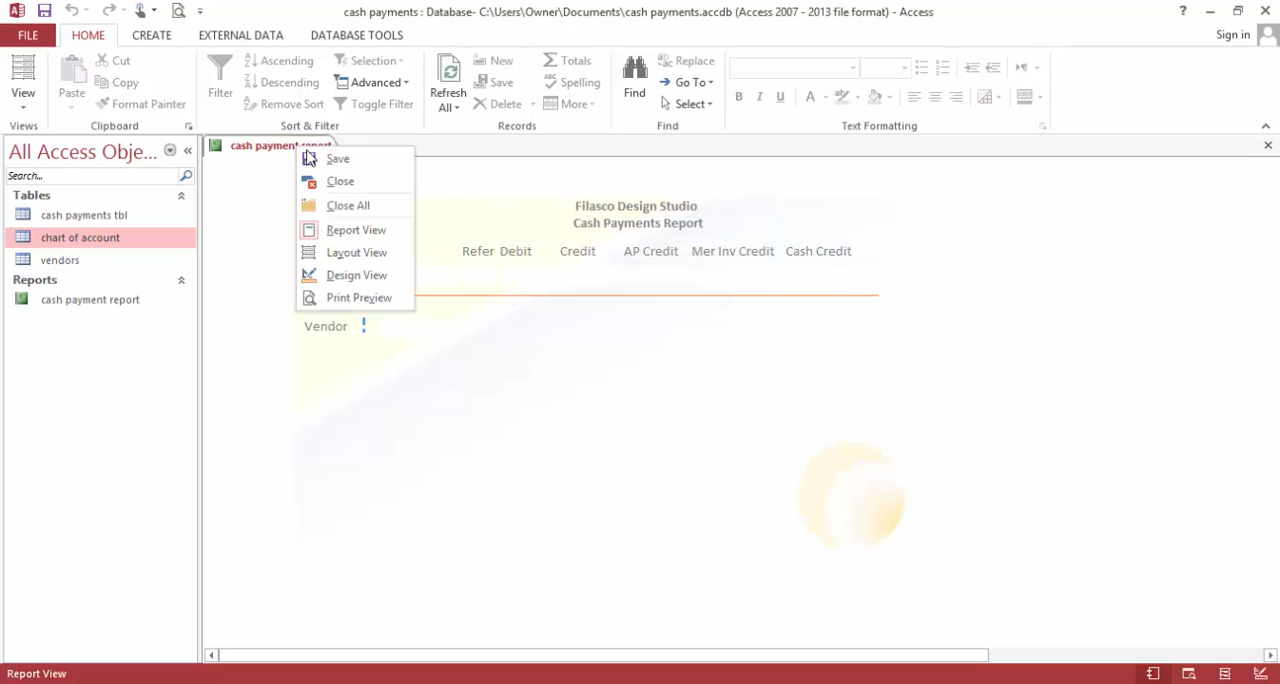 cash payments : Database- C:\Users\Owner\Documents\cash payments.accdb (Access 2007 - 2013 file format) - Access
?
FILE HOME CREATE EXTERNAL DATA DATABASE TOOLS Sign in
View
Views
Paste
Cut
Copy
Format Painter
Clipboard
Filter
Ascending
Descending
Remove Sort
Selection
Advanced
Toggle Filter
Sort & Filter
Refresh
All
New
Save
Delete
Totals
Spelling
More
Records
Find
Replace
Go To
Select
Find
B I U A
Text Formatting
All Access Obje...
Search...
Tables
cash payments tbl
chart of account
vendors
Reports
cash payment report
cash payment report
Save
Close
Close All
Report View
Layout View
Design View
Print Preview
Filasco Design Studio
Cash Payments Report
Refer Debit Credit AP Credit Mer Inv Credit Cash Credit
Vendor
Report View